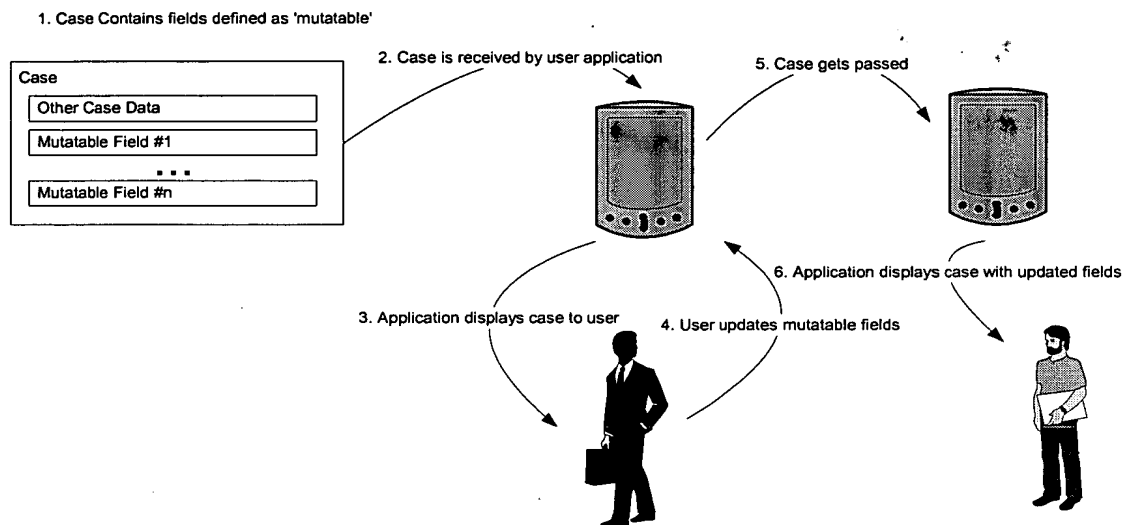 1. Case Contains fields defined as 'mutatable'
2. Case is received by user application
5. Case gets passed
Case
Other Case Data
Mutatable Field #1
...
Mutatable Field #n
6. Application displays case with updated fields
3. Application displays case to user
4. User updates mutatable fields